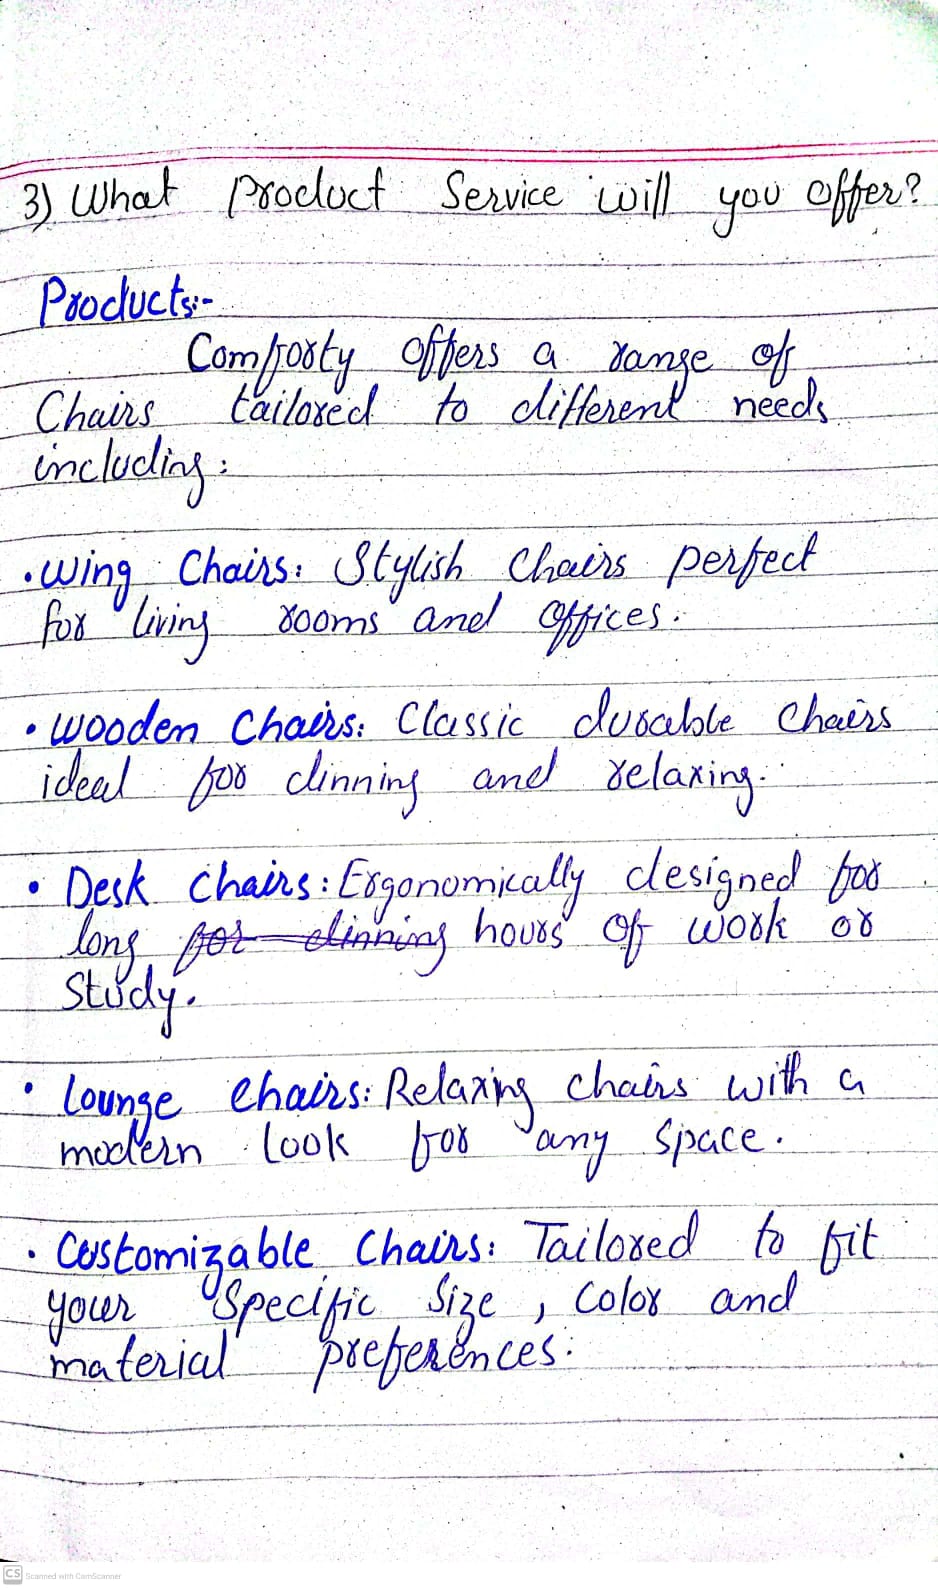 3) What Product Service will you offer?
Products:-
Comforty offers a range of
Chairs tailored to different needs
including:
• Wing Chairs: Stylish Chairs perfect
for living rooms and offices.
• Wooden Chairs: Classic durable Chairs
ideal for dinning and relaxing.
• Desk Chairs: Ergonomically designed for
long for dinning hours of work or
Study.
• Lounge Chairs: Relaxing chairs with a
modern look for any space.
• Customizable Chairs: Tailored to fit
your Specific Size, Color and
material preferences.
CS Scanned with CamScanner